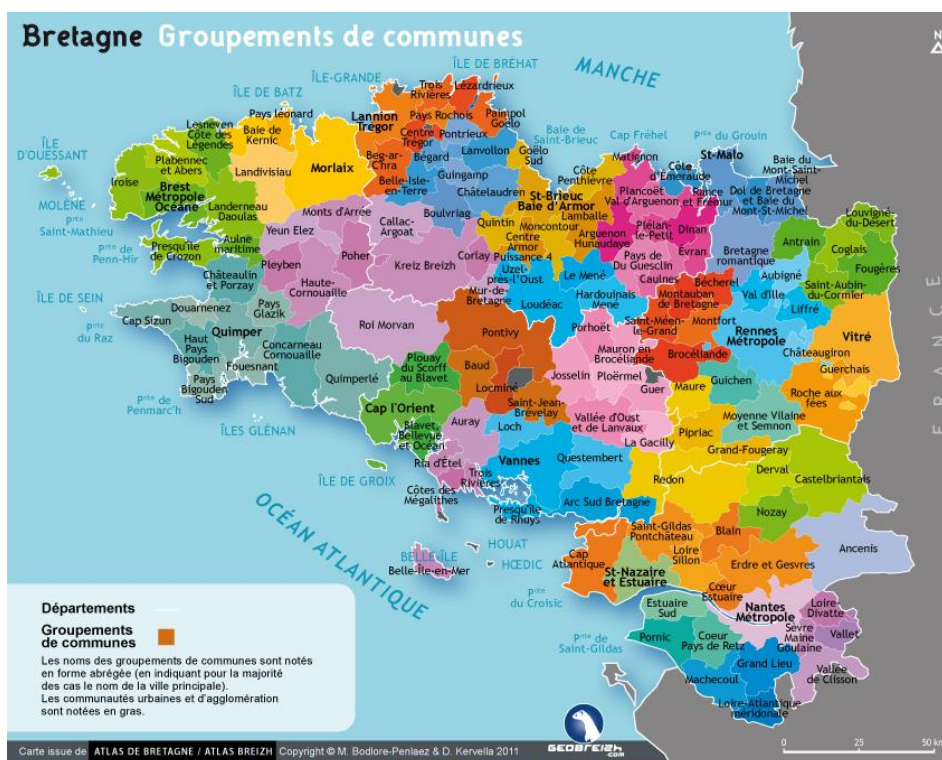 Bretagne Groupements de communes
N
MANCHE
ÎLE DE BRÉHAT
ÎLE-GRANDE
ÎLE DE BATZ
ÎLE
D'OUESSANT
MOLÈNE
Pnte
Saint-Mathieu
Pnte de
Penn-Hir
ÎLE DE SEIN
Pnte
du Raz
Pnte de
Penmarc'h
ÎLES GLÉNAN
ÎLE DE GROIX
OCÉAN ATLANTIQUE
BELLE-ÎLE
Belle-Île-en-Mer
HOUAT
HŒDIC
Pnte
du Croisic
Pnte de
Saint-Gildas
Baie de
Saint-Brieuc
Cap Fréhel
Pnte du Grouin
FRANCE
Lesneven
Côte des
Légendes
Pays léonard
Baie de
Kernic
Plabennec
et Abers
Iroise
Brest
Métropole
Océane
Landerneau
Daoulas
Landivisiau
Morlaix
Presqu'île
de Crozon
Aulne
maritime
Lannion
Trégor
Trois
Rivières
Lézardrieux
Pays Rochois
Paimpol
Goëlo
Centre
Trégor
Pontrieux
Beg-ar-
C'hra
Bégard
Lanvollon
Goëlo
Sud
Belle-Isle-
en-Terre
Guingamp
Châtelaudren
Monts d'Arrée
Callac-
Argoat
Boulvriag
Yeun Elez
Pleyben
Poher
Kreiz Breizh
Corlay
Haute-
Cornouaille
Châteaulin
et Porzay
Douarnenez
Pays
Glazik
Cap Sizun
Quimper
Haut
Pays
Bigouden
Concarneau
Cornouaille
Fouesnant
Pays
Bigouden
Sud
Quimperlé
Roi Morvan
St-Brieuc
Baie d'Armor
Côte
Penthièvre
Quintin
Moncontour
Lamballe
Centre
Armor
Puissance 4
Arguenon
Hunaudaye
Uzel-
près-l'Oust
Mur-de-
Bretagne
Loudéac
Le Mené
Hardouinais
Mené
Matignon
Côte
d'Émeraude
Plancoët
Val d'Arguenon
Rance
et Frémur
Plélan-
le-Petit
Dinan
Évran
Pays de
Du Guesclin
Caulnes
St-Malo
Baie du
Mont-Saint-
Michel
Dol de Bretagne
et Baie du
Mont-St-Michel
Bretagne
romantique
Antrain
Louvigné-
du-Désert
Coglais
Fougères
Saint-Aubin-
du-Cormier
Aubigné
Val d'Ille
Liffré
Bécherel
Montauban
de Bretagne
Saint-Méen-
le-Grand
Montfort
Rennes
Métropole
Vitré
Châteaugiron
Guerchais
Roche aux
fées
Brocéliande
Guichen
Maure
Moyenne Vilaine
et Semnon
Pipriac
Grand-Fougeray
Porhoët
Mauron en
Brocéliande
Josselin
Ploërmel
Guer
Vallée d'Oust
et de Lanvaux
La Gacilly
Pontivy
Baud
Locminé
Saint-Jean-
Brévelay
Plouay
du Scorff
au Blavet
Cap l'Orient
Blavet,
Bellevue
et Océan
Auray
Loch
Ria d'Étel
Trois
Rivières
Côtes des
Mégalithes
Vannes
Questembert
Presqu'île
de Rhuys
Arc Sud Bretagne
Redon
Derval
Castelbriantais
Nozay
Saint-Gildas
Pontchâteau
Blain
Loire
Sillon
Erdre et Gesvres
Ancenis
Cap
Atlantique
St-Nazaire
et Estuaire
Cœur
Estuaire
Estuaire
Sud
Nantes
Métropole
Loire-
Divatte
Pornic
Coeur
Pays de Retz
Sèvre
Maine
Goulaine
Vallet
Grand Lieu
Machecoul
Vallée
de Clisson
Loire-Atlantique
méridionale
Départements
Groupements
de communes
Les noms des groupements de communes sont notés
en forme abrégée (en indiquant pour la majorité
des cas le nom de la ville principale).
Les communautés urbaines et d'agglomération
sont notées en gras.
Carte issue de ATLAS DE BRETAGNE / ATLAS BREIZH Copyright © M. Bodlore-Penlaez & D. Kervella 2011
GEOBREIZH
.com
0 25 50 km